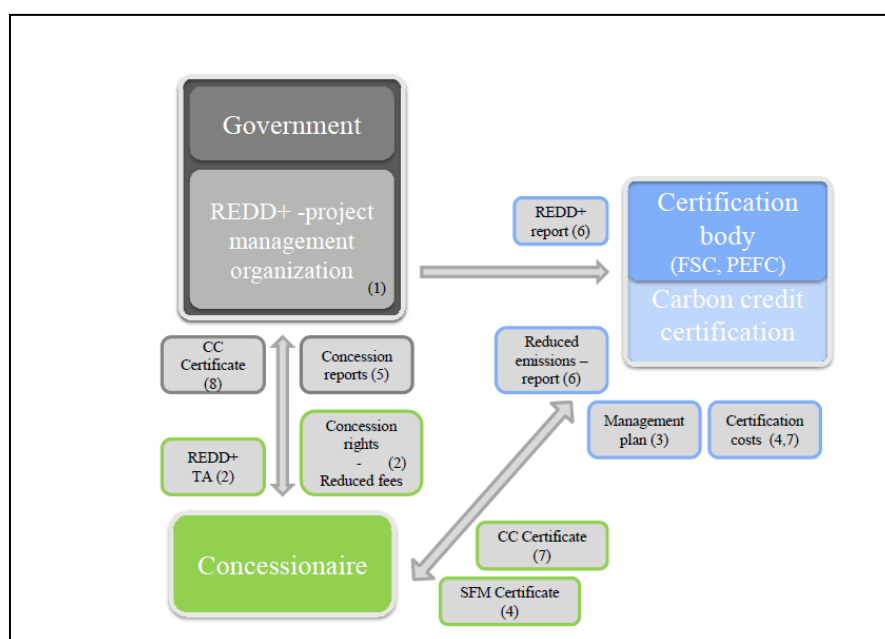 Government
REDD+ -project
management
organization
(1)
REDD+
report (6)
Certification
body
(FSC, PEFC)
Carbon credit
certification
CC
Certificate
(8)
Concession
reports (5)
Reduced
emissions –
report (6)
REDD+
TA (2)
Concession
rights
- (2)
Reduced fees
Management
plan (3)
Certification
costs (4,7)
Concessionaire
CC Certificate
(7)
SFM Certificate
(4)